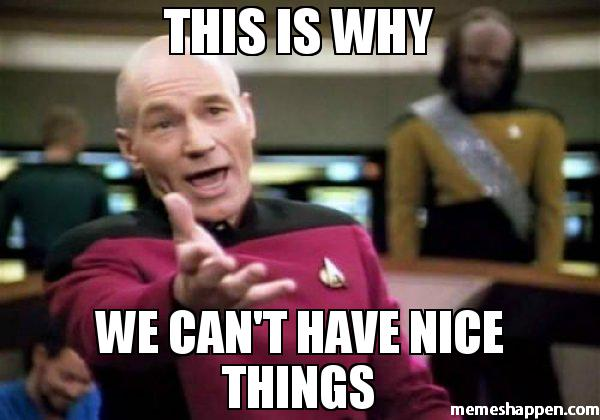 THIS IS WHY
WE CAN'T HAVE NICE
THINGS
memeshappen.com